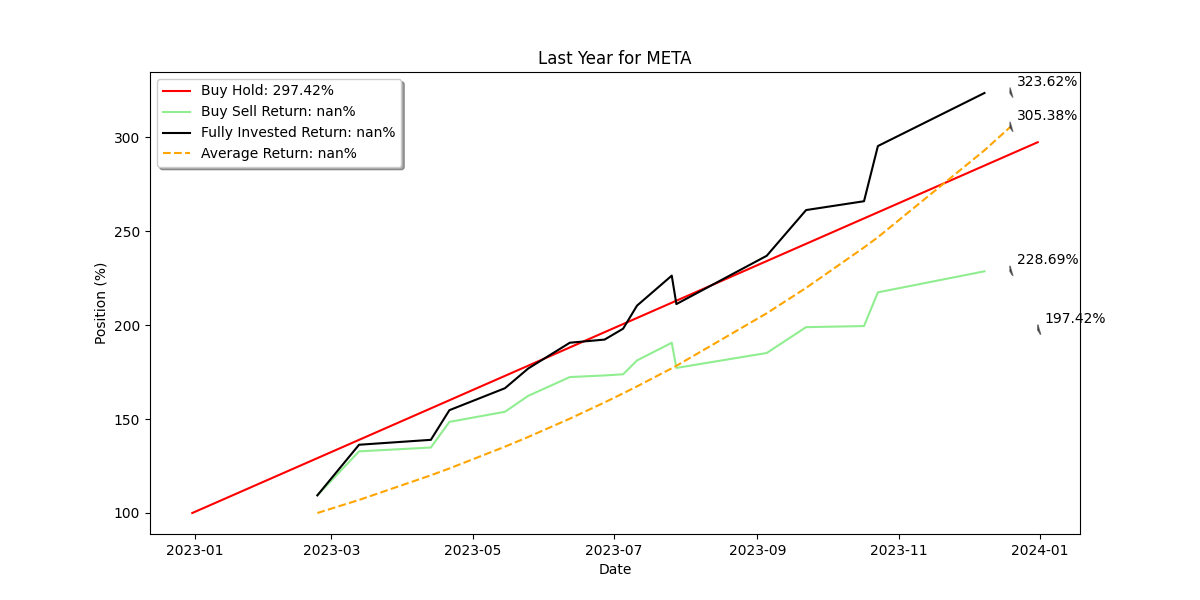 Last Year for META
Buy Hold: 297.42%
Buy Sell Return: nan%
Fully Invested Return: nan%
Average Return: nan%
323.62%
305.38%
228.69%
197.42%
Position (%)
300
250
200
150
100
2023-01
2023-03
2023-05
2023-07
2023-09
2023-11
2024-01
Date